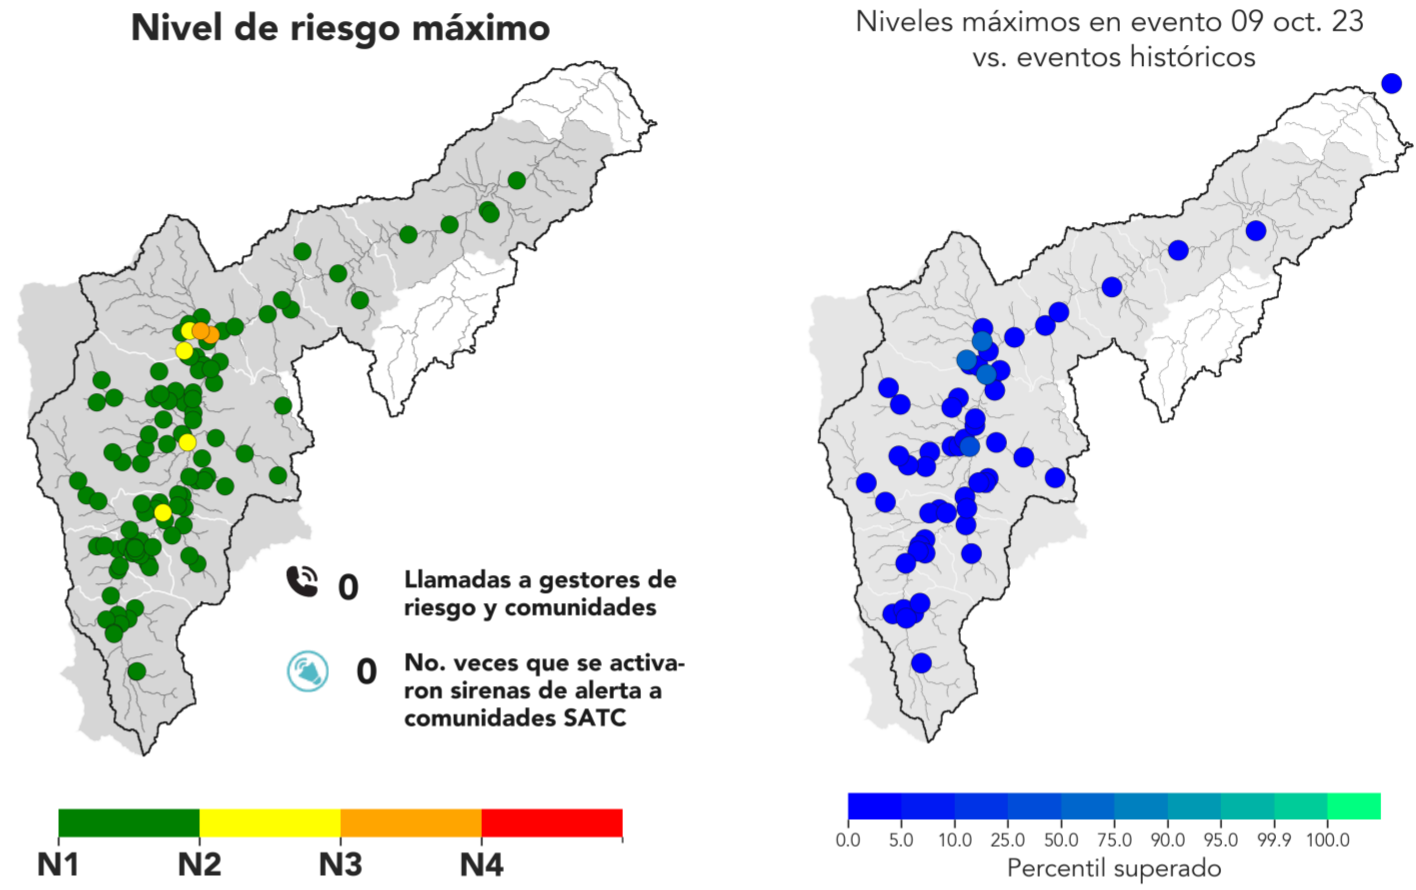 Nivel de riesgo máximo
0
Llamadas a gestores de
riesgo y comunidades
0
No. veces que se activa-
ron sirenas de alerta a
comunidades SATC
N1 N2 N3 N4
Niveles máximos en evento 09 oct. 23
vs. eventos históricos
0.0 5.0 10.0 25.0 50.0 75.0 90.0 95.0 99.9 100.0
Percentil superado